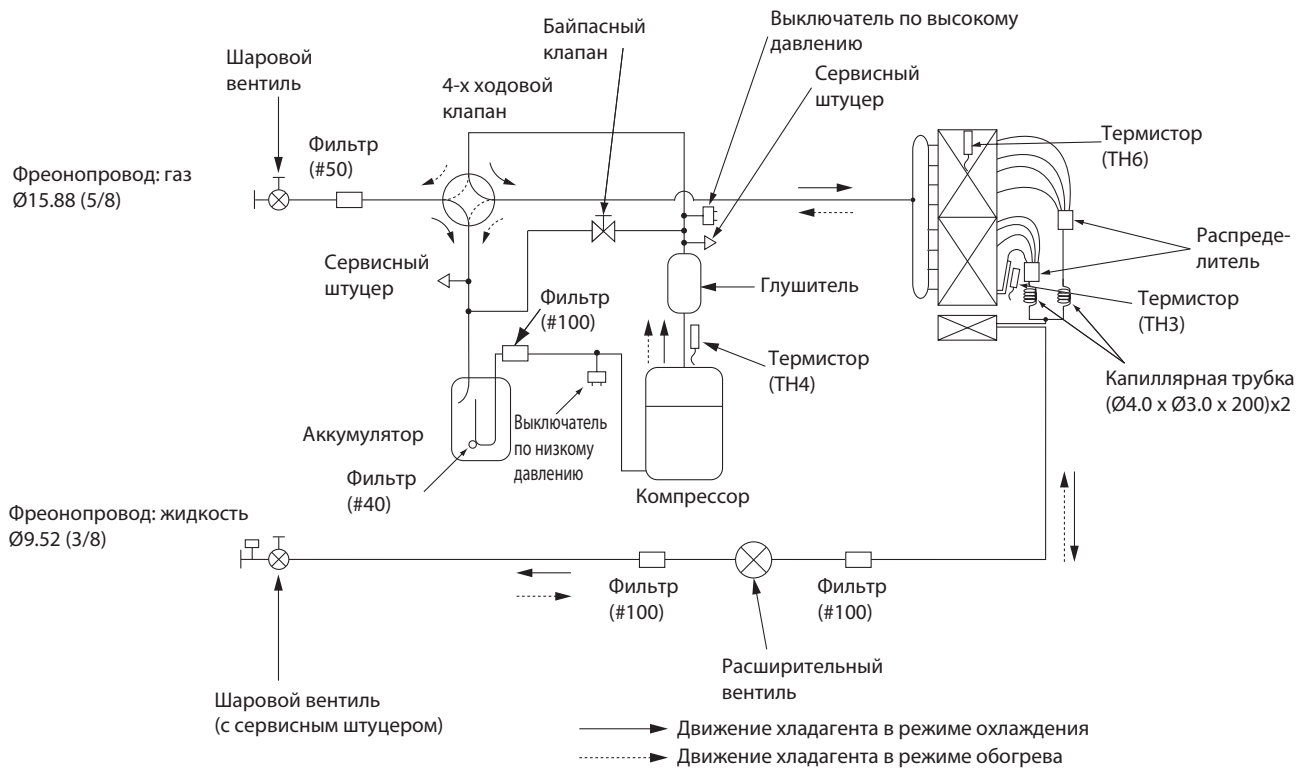 Байпасный
клапан
Выключатель по высокому
давлению
Шаровой
вентиль
4-х ходовой
клапан
Сервисный
штуцер
Фильтр
(#50)
Термистор
(TH6)
Фреонопровод: газ
Ø15.88 (5/8)
Распреде-
литель
Сервисный
штуцер
Глушитель
Фильтр
(#100)
Термистор
(TH3)
Термистор
(TH4)
Капиллярная трубка
(Ø4.0 x Ø3.0 x 200)x2
Аккумулятор
Выключатель
по низкому
давлению
Фильтр
(#40)
Компрессор
Фреонопровод: жидкость
Ø9.52 (3/8)
Фильтр
(#100)
Фильтр
(#100)
Расширительный
вентиль
Шаровой вентиль
(с сервисным штуцером)
Движение хладагента в режиме охлаждения
Движение хладагента в режиме обогрева